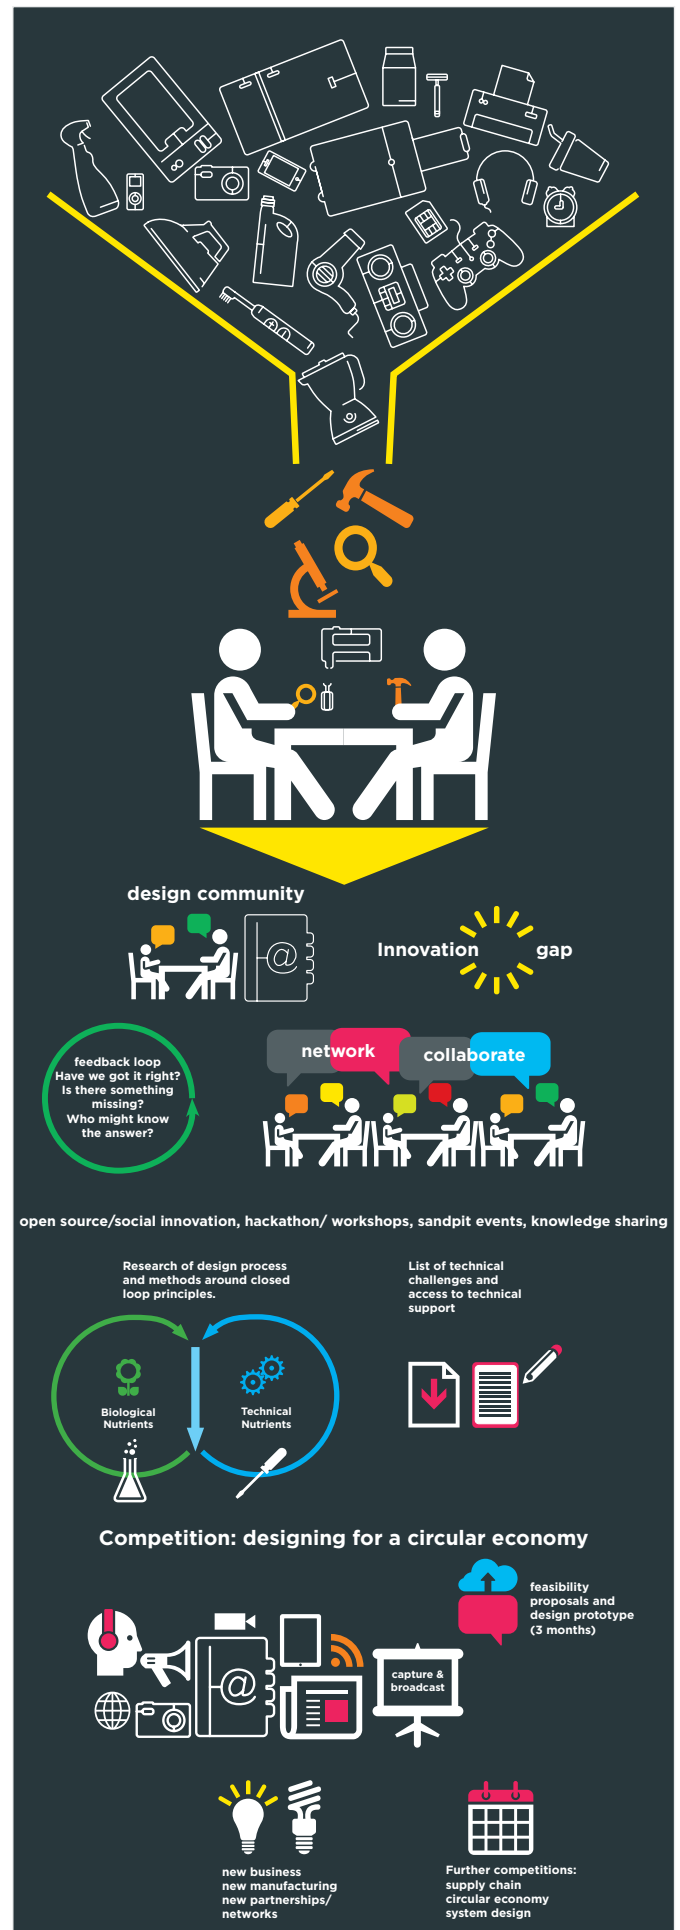 design community
Innovation gap
feedback loop
Have we got it right?
Is there something
missing?
Who might know
the answer?
network
collaborate
open source/social innovation, hackathon/ workshops, sandpit events, knowledge sharing
Research of design process
and methods around closed
loop principles.
List of technical
challenges and
access to technical
support
Biological
Nutrients
Technical
Nutrients
Competition: designing for a circular economy
feasibility
proposals and
design prototype
(3 months)
@
capture &
broadcast
new business
new manufacturing
new partnerships/
networks
Further competitions:
supply chain
circular economy
system design